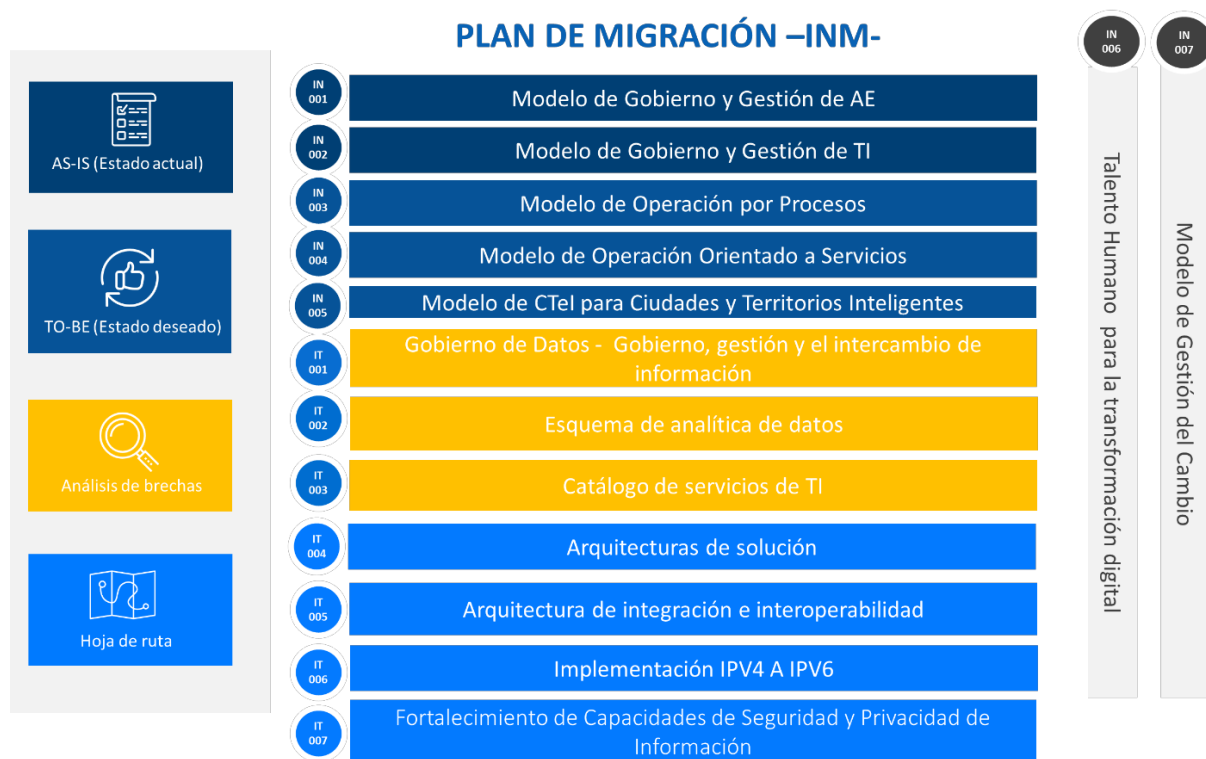 PLAN DE MIGRACIÓN –INM-
AS-IS (Estado actual)
TO-BE (Estado deseado)
Análisis de brechas
Hoja de ruta
IN
001
Modelo de Gobierno y Gestión de AE
IN
002
Modelo de Gobierno y Gestión de TI
IN
003
Modelo de Operación por Procesos
IN
004
Modelo de Operación Orientado a Servicios
IN
005
Modelo de CTeI para Ciudades y Territorios Inteligentes
IT
001
Gobierno de Datos - Gobierno, gestión y el intercambio de
información
IT
002
Esquema de analítica de datos
IT
003
Catálogo de servicios de TI
IT
004
Arquitecturas de solución
IT
005
Arquitectura de integración e interoperabilidad
IT
006
Implementación IPV4 A IPV6
IT
007
Fortalecimiento de Capacidades de Seguridad y Privacidad de
Información
IN
006
Talento Humano para la transformación digital
IN
007
Modelo de Gestión del Cambio